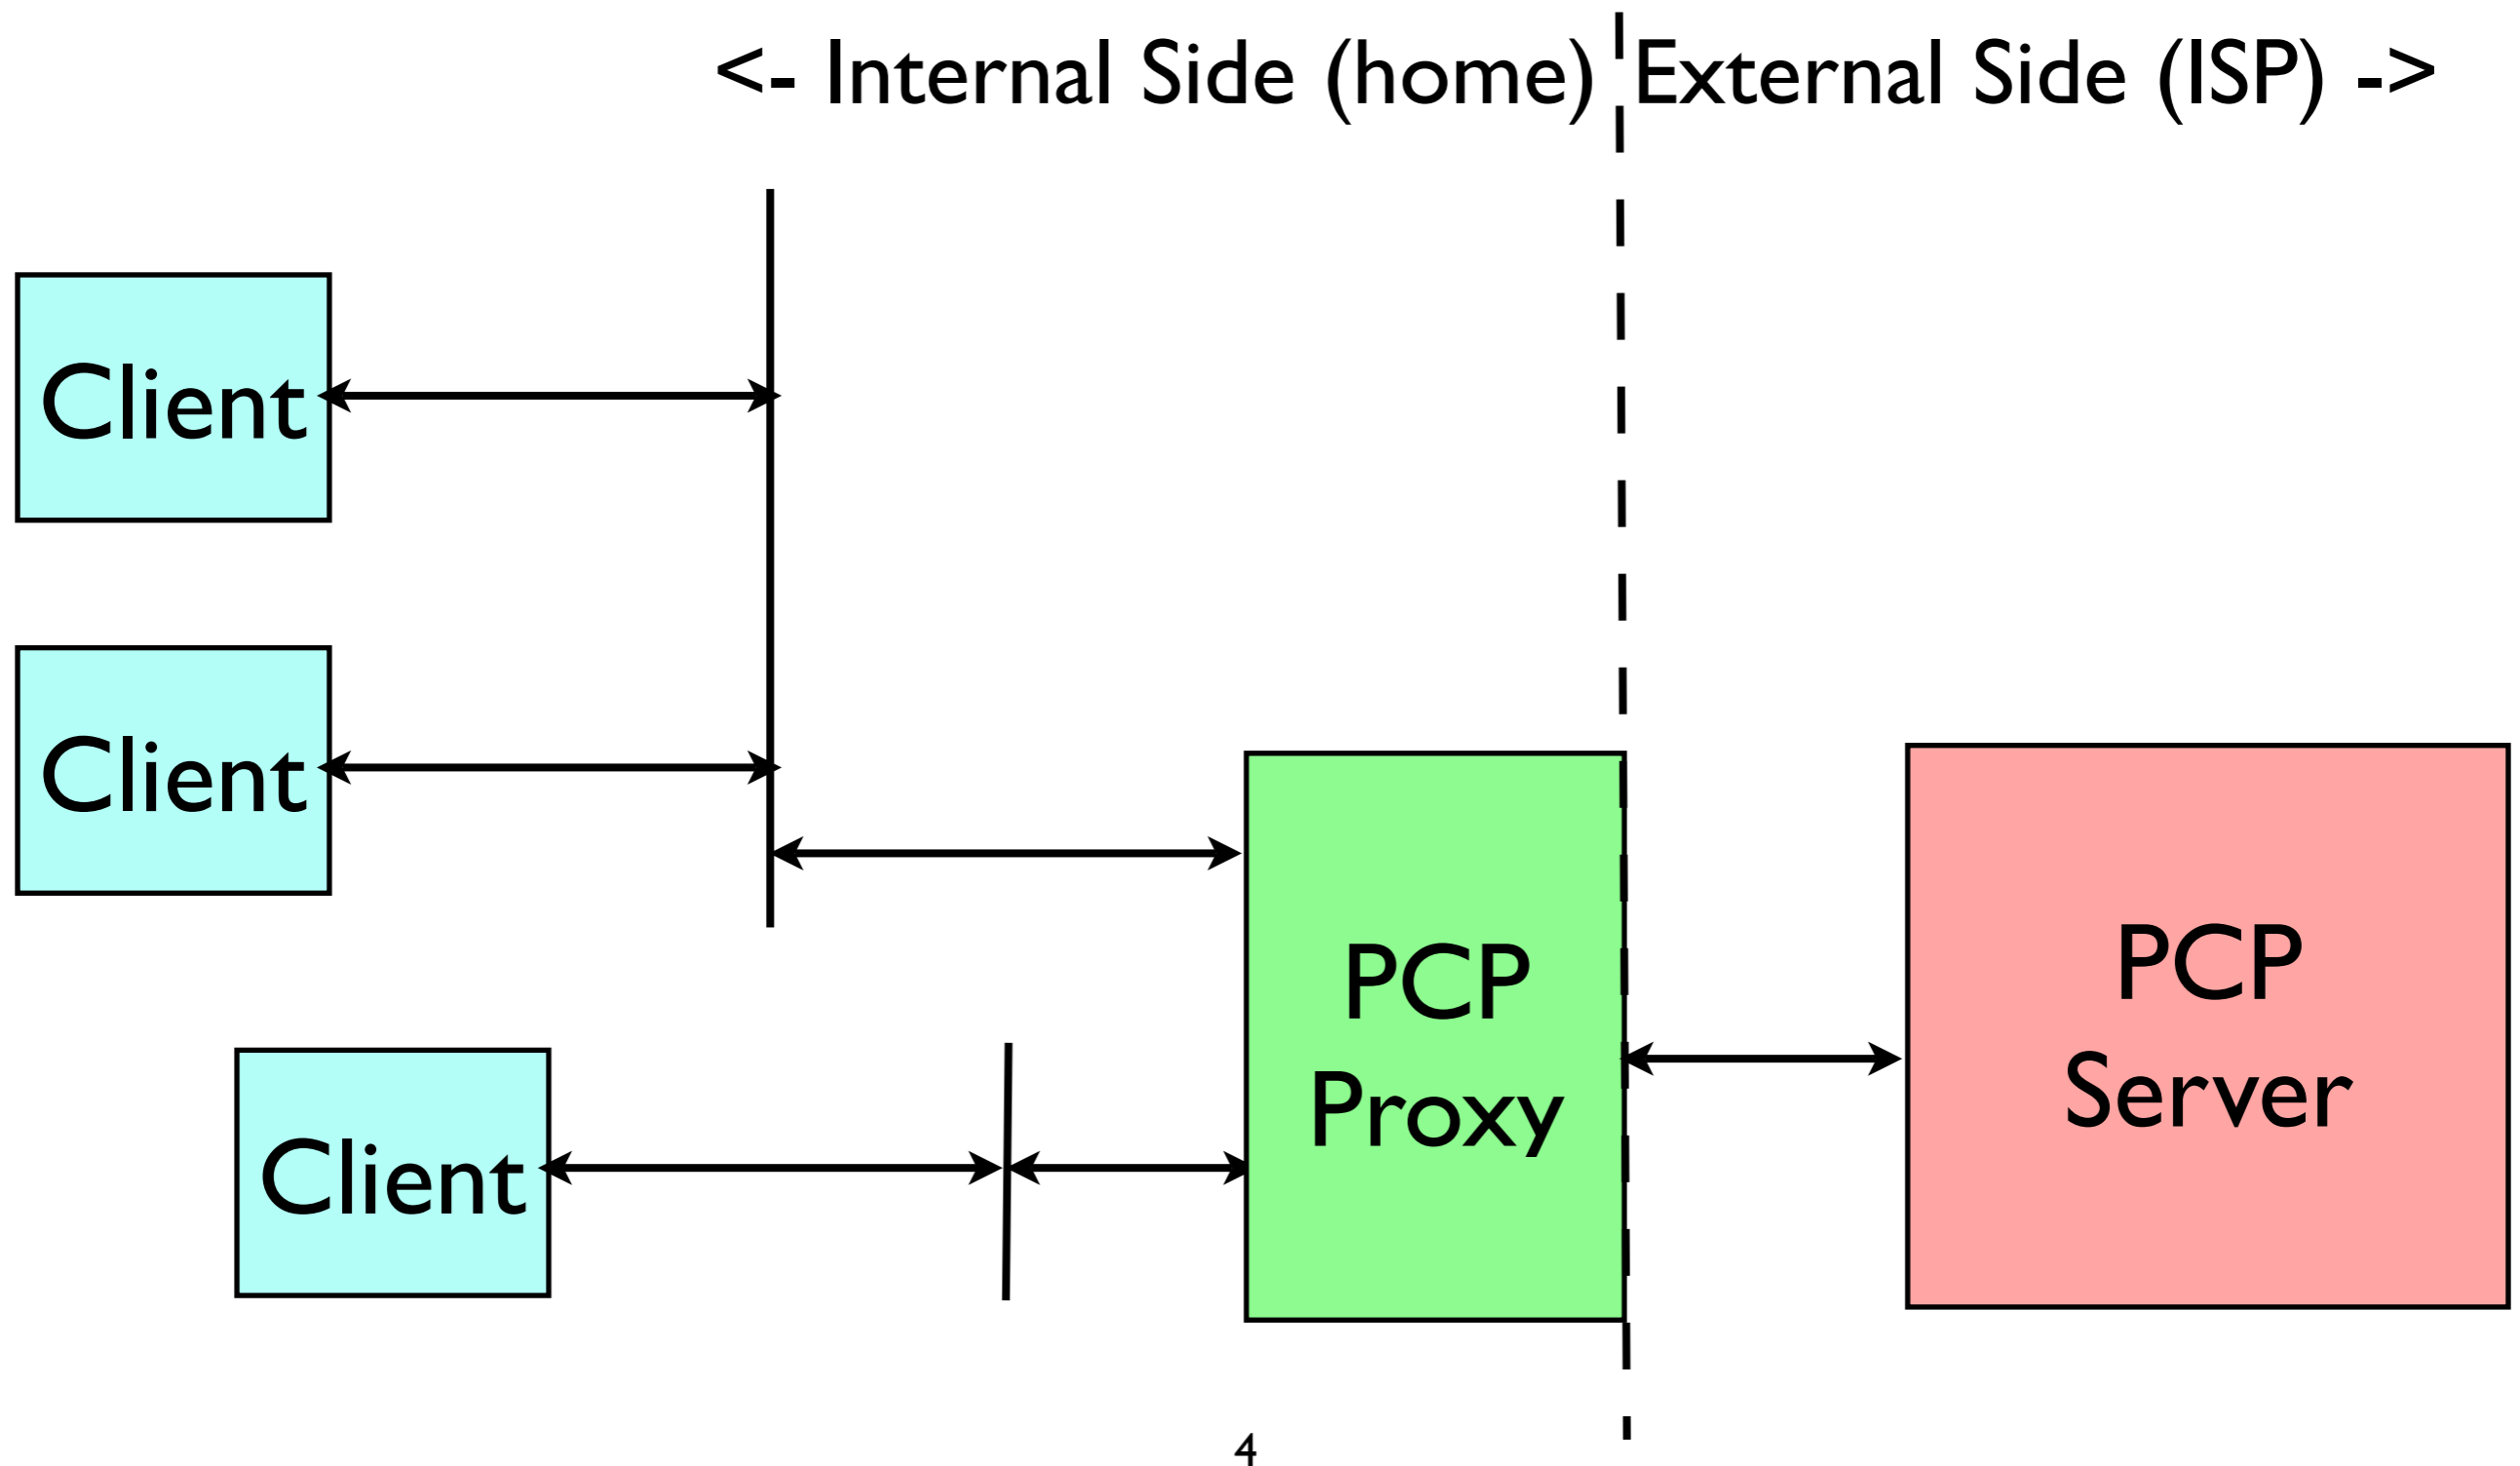 <- Internal Side (home) External Side (ISP) ->
Client
Client
PCP
Proxy
PCP
Server
Client
4